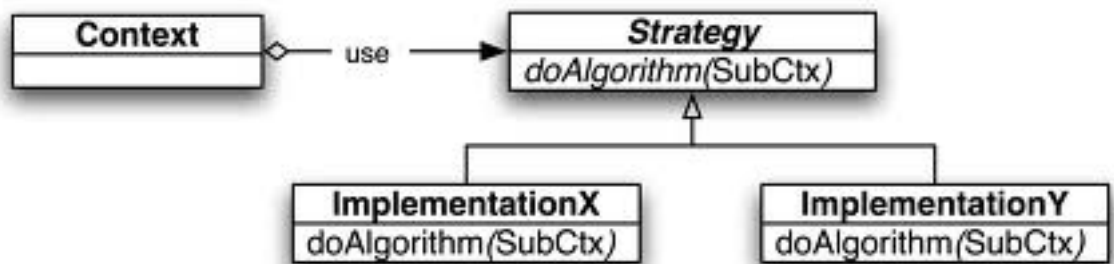 Context
use
Strategy
doAlgorithm(SubCtx)
ImplementationX
doAlgorithm(SubCtx)
ImplementationY
doAlgorithm(SubCtx)